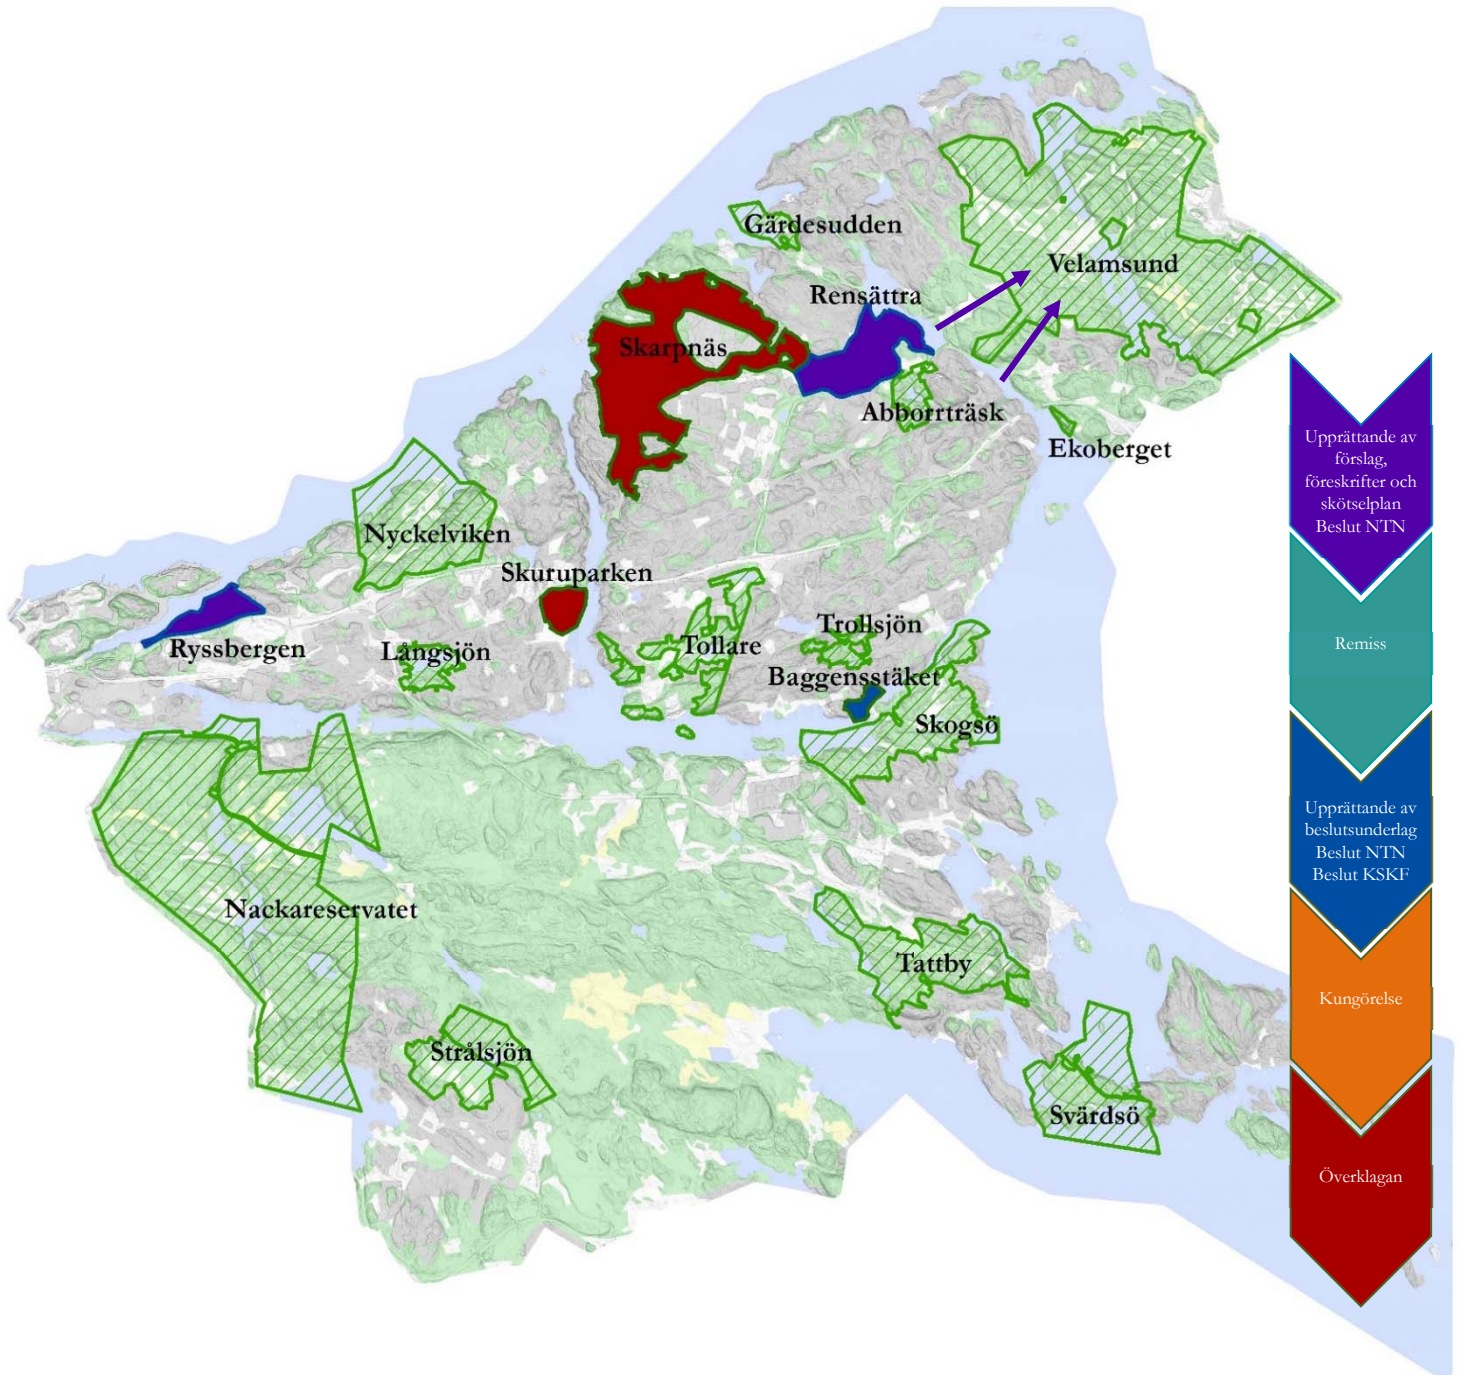 Gärdesudden
Velamsund
Rensättra
Skarpnäs
Abborrträsk
Ekoberget
Nyckelviken
Skuruparken
Ryssbergen
Långsjön
Tollare
Trollsjön
Baggensstäket
Skogsö
Nackareservatet
Tattby
Strålsjön
Svärdsö
Upprättande av
förslag,
föreskrifter och
skötselplan
Beslut NTN
Remiss
Upprättande av
beslutsunderlag
Beslut NTN
Beslut KSKF
Kungörelse
Överklagan